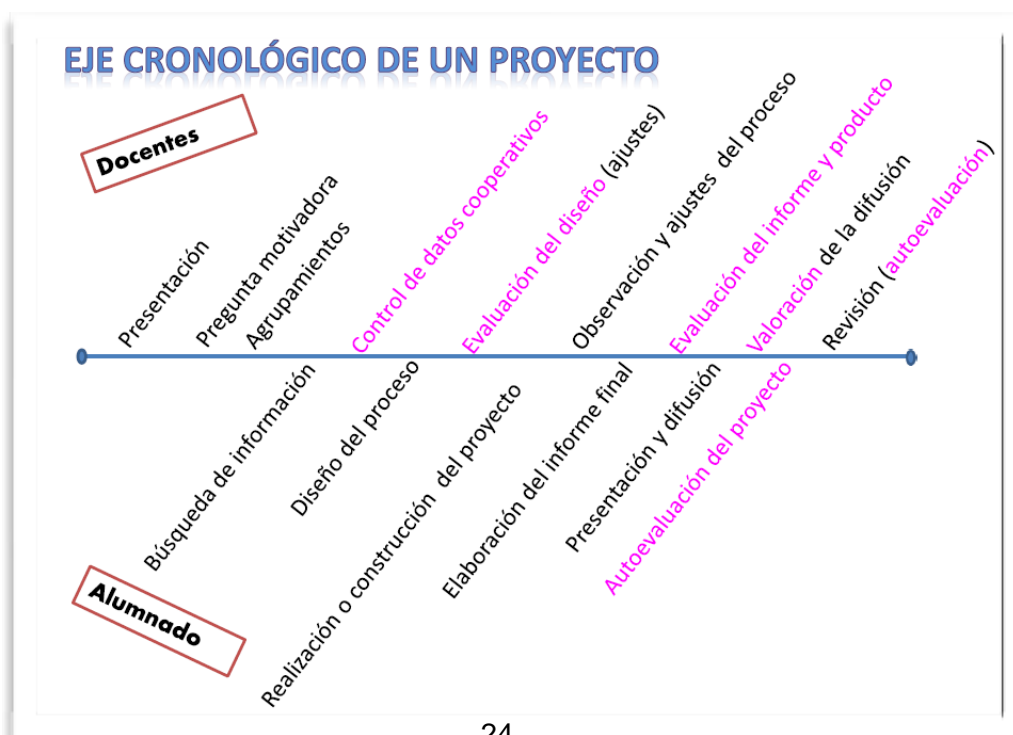 EJE CRONOLÓGICO DE UN PROYECTO
Docentes
Presentación
Pregunta motivadora
Agrupamientos
Control de datos cooperativos
Evaluación del diseño (ajustes)
Observación y ajustes del proceso
Evaluación del informe y producto
Valoración de la difusión
Revisión (autoevaluación)
Búsqueda de información
Diseño del proceso
Realización o construcción del proyecto
Elaboración del informe final
Presentación y difusión
Autoevaluación del proyecto
Alumnado
24